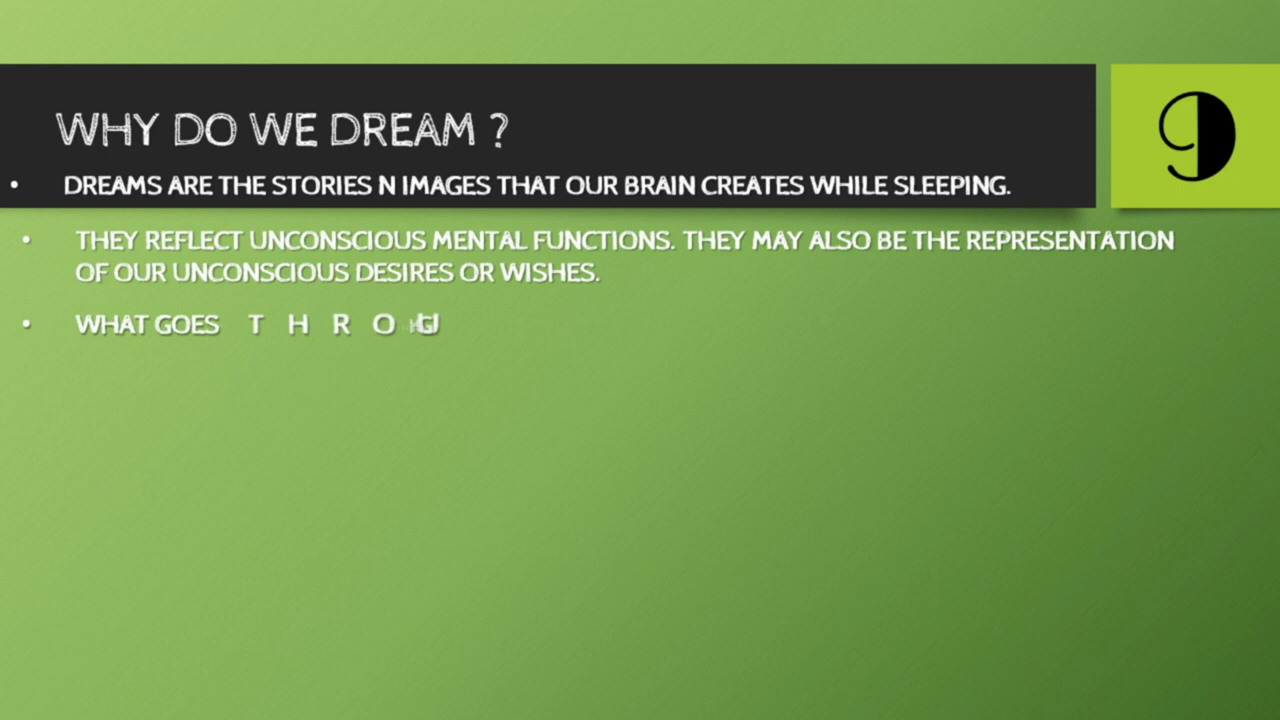 WHY DO WE DREAM ?
9
• DREAMS ARE THE STORIES N IMAGES THAT OUR BRAIN CREATES WHILE SLEEPING.
• THEY REFLECT UNCONSCIOUS MENTAL FUNCTIONS. THEY MAY ALSO BE THE REPRESENTATION
OF OUR UNCONSCIOUS DESIRES OR WISHES.
• WHAT GOES T H R O U